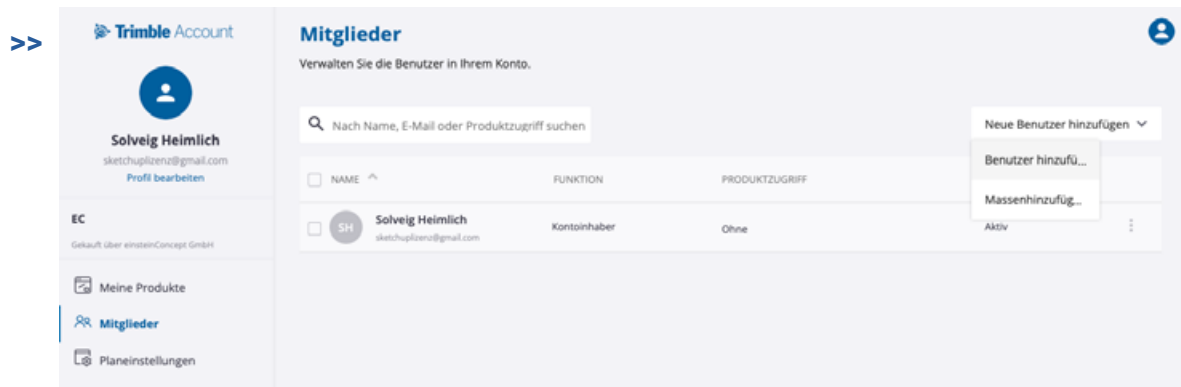 >>
Trimble Account
Solveig Heimlich
sketchuplizenz@gmail.com
Profil bearbeiten
EC
Gekauft über einsteinConcept GmbH
Meine Produkte
Mitglieder
Planeinstellungen
Mitglieder
Verwalten Sie die Benutzer in Ihrem Konto.
Nach Name, E-Mail oder Produktzugriff suchen
Neue Benutzer hinzufügen
Benutzer hinzufü...
Massenhinzufüg...
NAME FUNKTION PRODUKTZUGRIFF
SH Solveig Heimlich Kontoinhaber Ohne Aktiv
sketchuplizenz@gmail.com